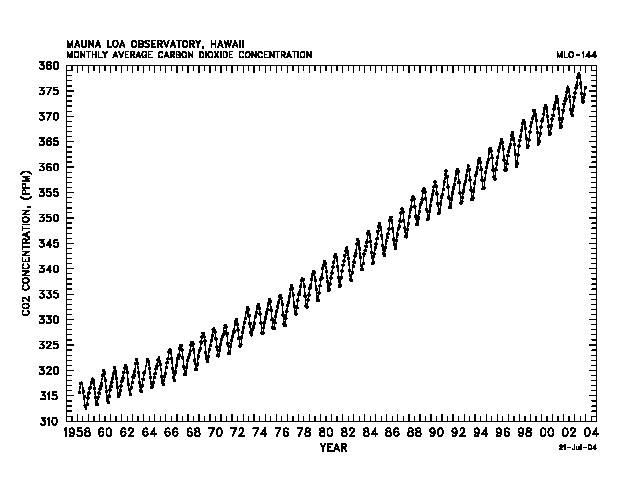 MAUNA LOA OBSERVATORY, HAWAII
MONTHLY AVERAGE CARBON DIOXIDE CONCENTRATION
MLO-144
380
375
370
365
360
355
350
345
340
335
330
325
320
315
310
CO2 CONCENTRATION, (PPM)
1958 60 62 64 66 68 70 72 74 76 78 80 82 84 86 88 90 92 94 96 98 00 02 04
YEAR
21-Jul-04